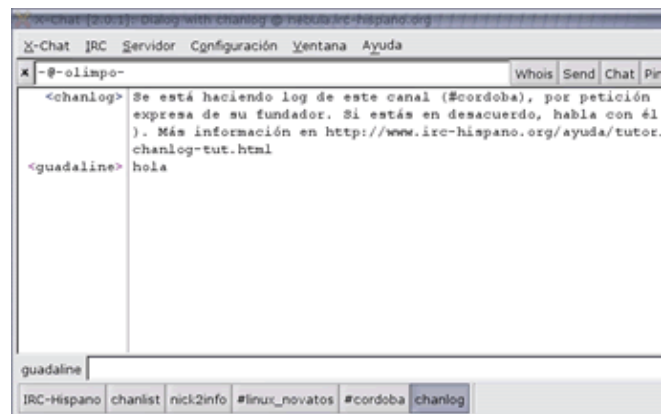 X-Chat [2.0.1]: Dialog with chanlog @ nebula.irc-hispano.org
X-Chat IRC Servidor Configuración Ventana Ayuda
x -@-olimpo- Whois Send Chat Pin
<chanlog> Se está haciendo log de este canal (#cordoba), por petición
expresa de su fundador. Si estás en desacuerdo, habla con él
). Más información en http://www.irc-hispano.org/ayuda/tutor.
chanlog-tut.html
<guadaline> hola
guadaline
IRC-Hispano chanlist nick2info #linux_novatos #cordoba chanlog